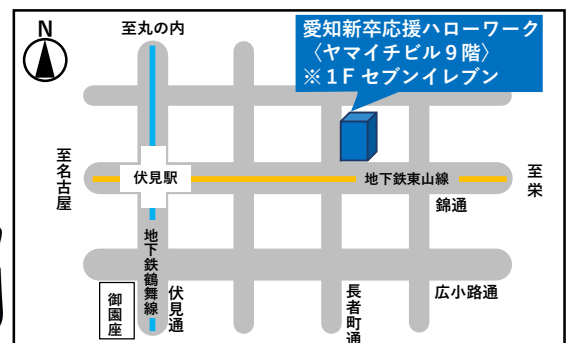 N
至丸の内
愛知新卒応援ハローワーク
〈ヤマイチビル９階〉
※１Ｆ セブンイレブン
至名古屋
伏見駅
地下鉄東山線
至栄
錦通
地下鉄鶴舞線
伏見通
御園座
長者町通
広小路通